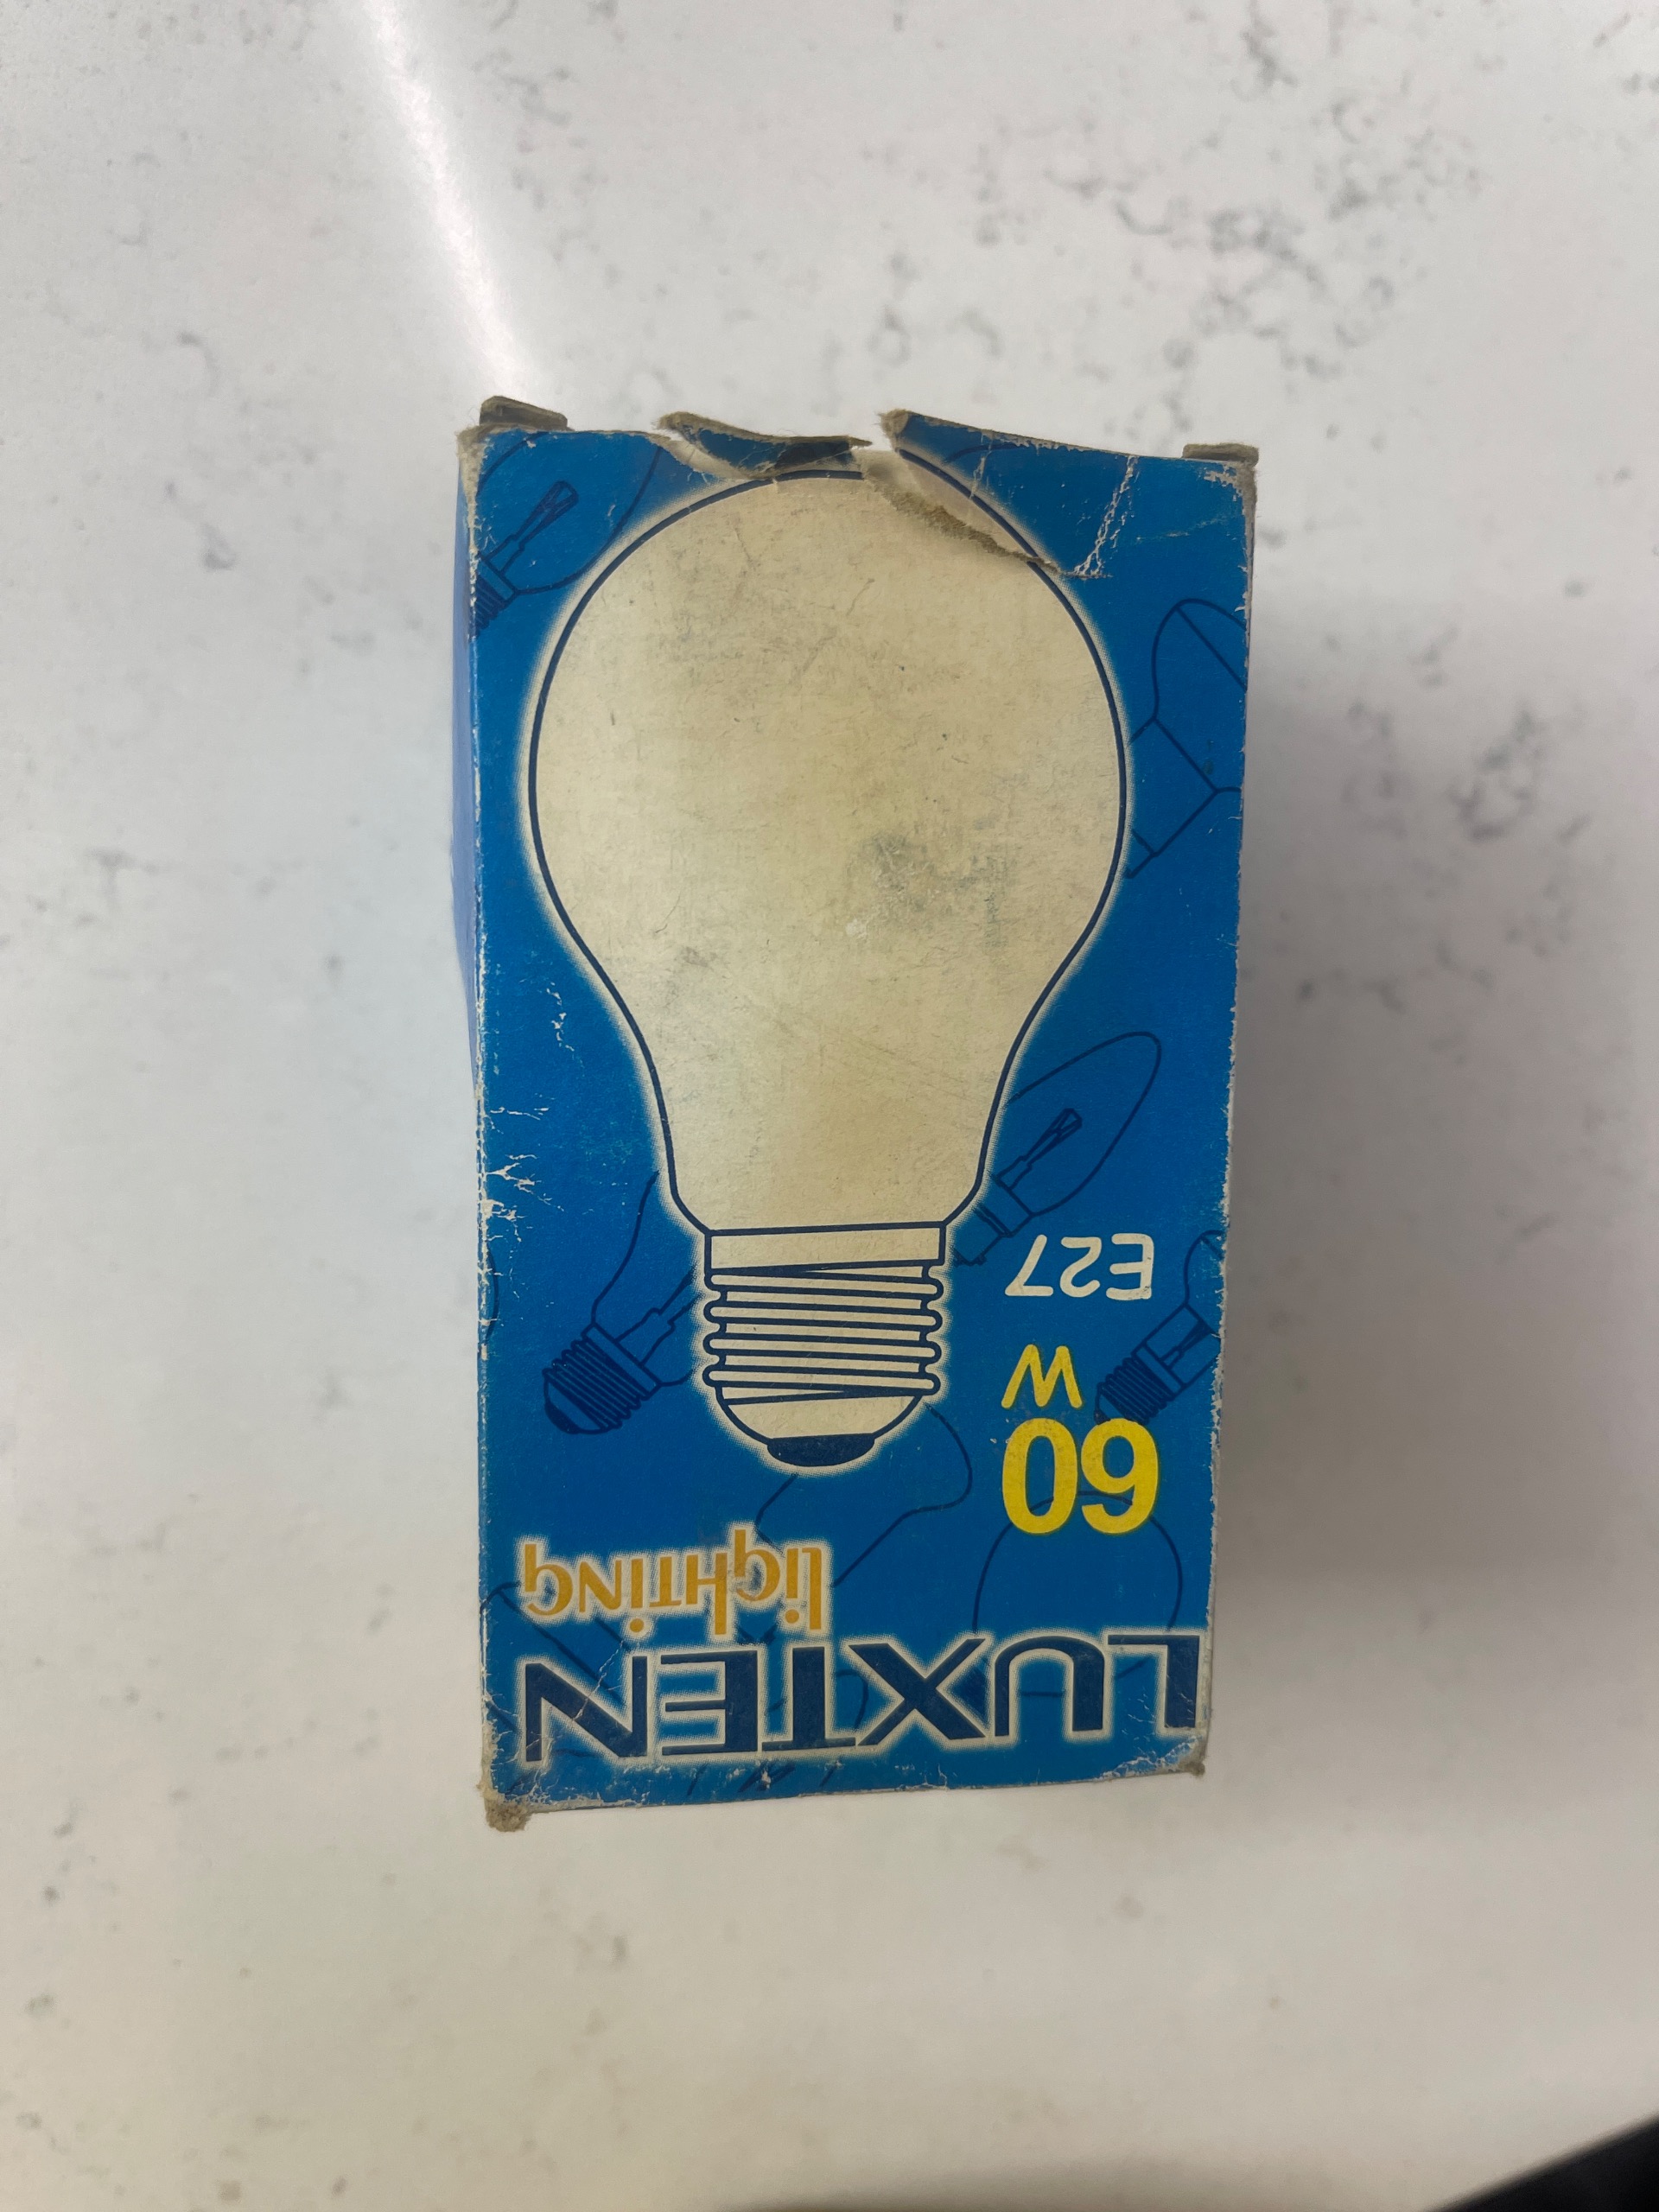 LUXTEN
lighting
60
W
E27